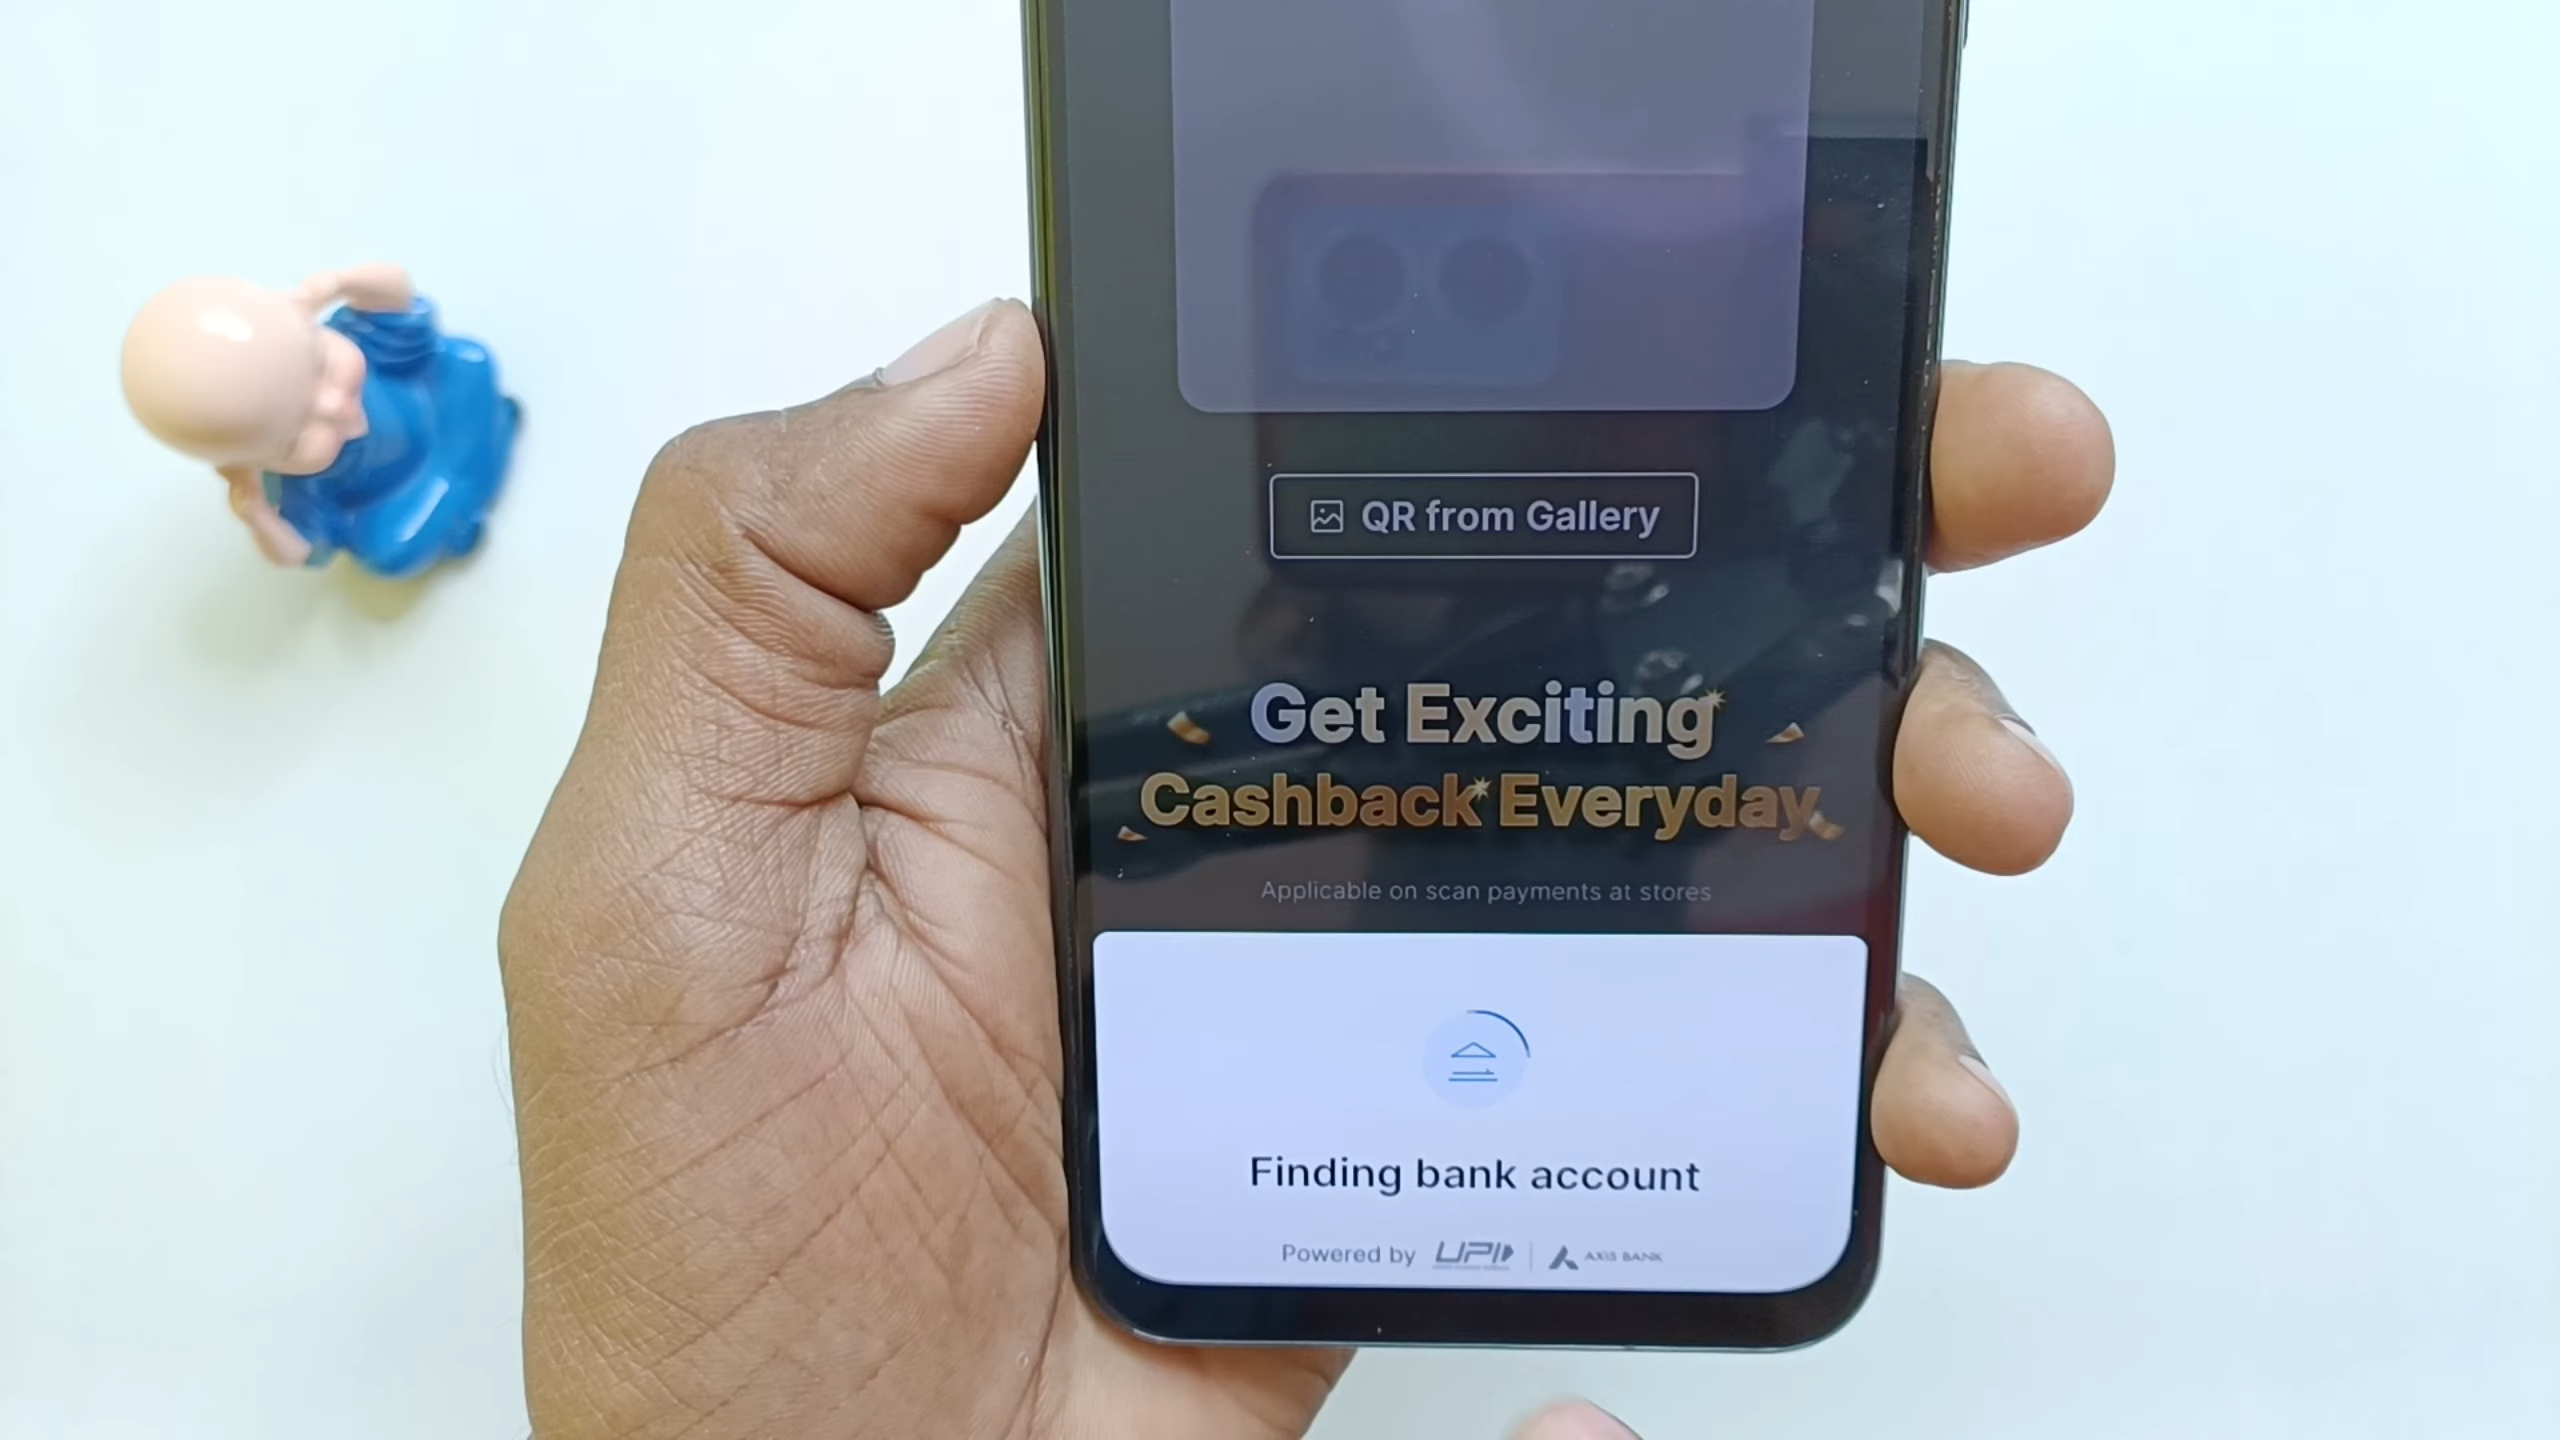 QR from Gallery
Get Exciting
Cashback Everyday
Applicable on scan payments at stores
Finding bank account
Powered by UPI AXIS BANK